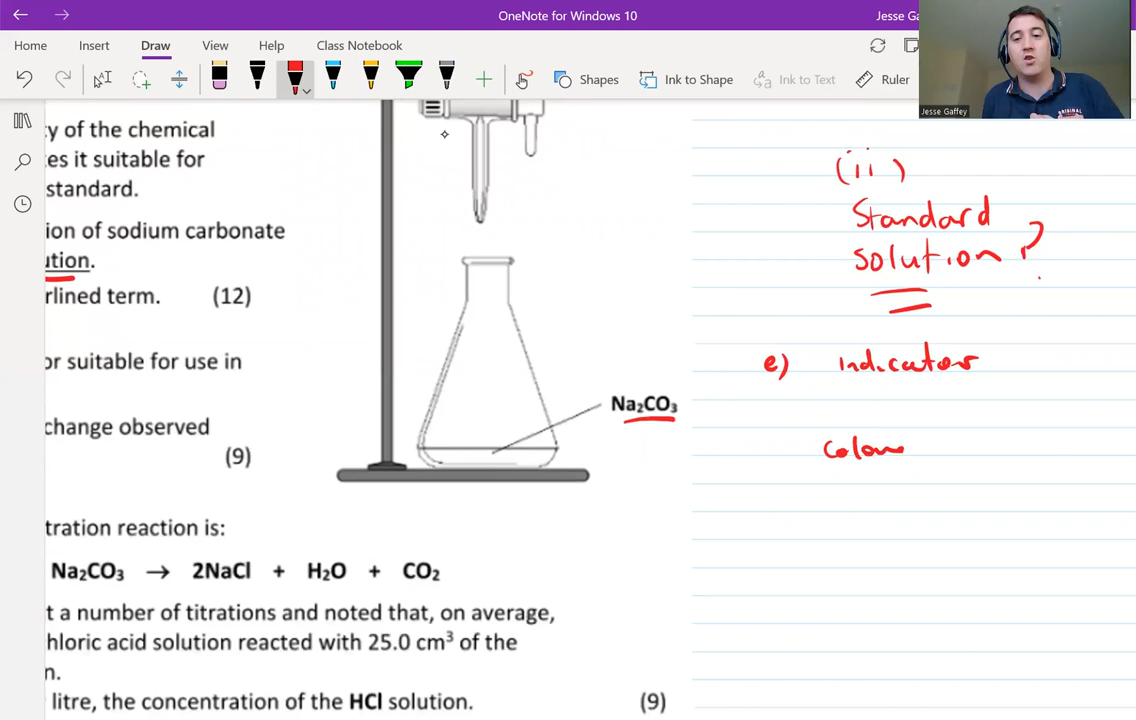 OneNote for Windows 10
Jesse Ga
Home Insert Draw View Help Class Notebook
Shapes Ink to Shape Ink to Text Ruler
Jesse Gaffey
ORIGINAL
y of the chemical
es it suitable for
standard.
ion of sodium carbonate
ution.
rlined term. (12)
or suitable for use in
change observed
(9)
Na₂CO₃
tration reaction is:
Na₂CO₃ → 2NaCl + H₂O + CO₂
t a number of titrations and noted that, on average,
hloric acid solution reacted with 25.0 cm³ of the
n.
litre, the concentration of the HCl solution. (9)
(ii)
Standard
solution?
e) indicators
colou